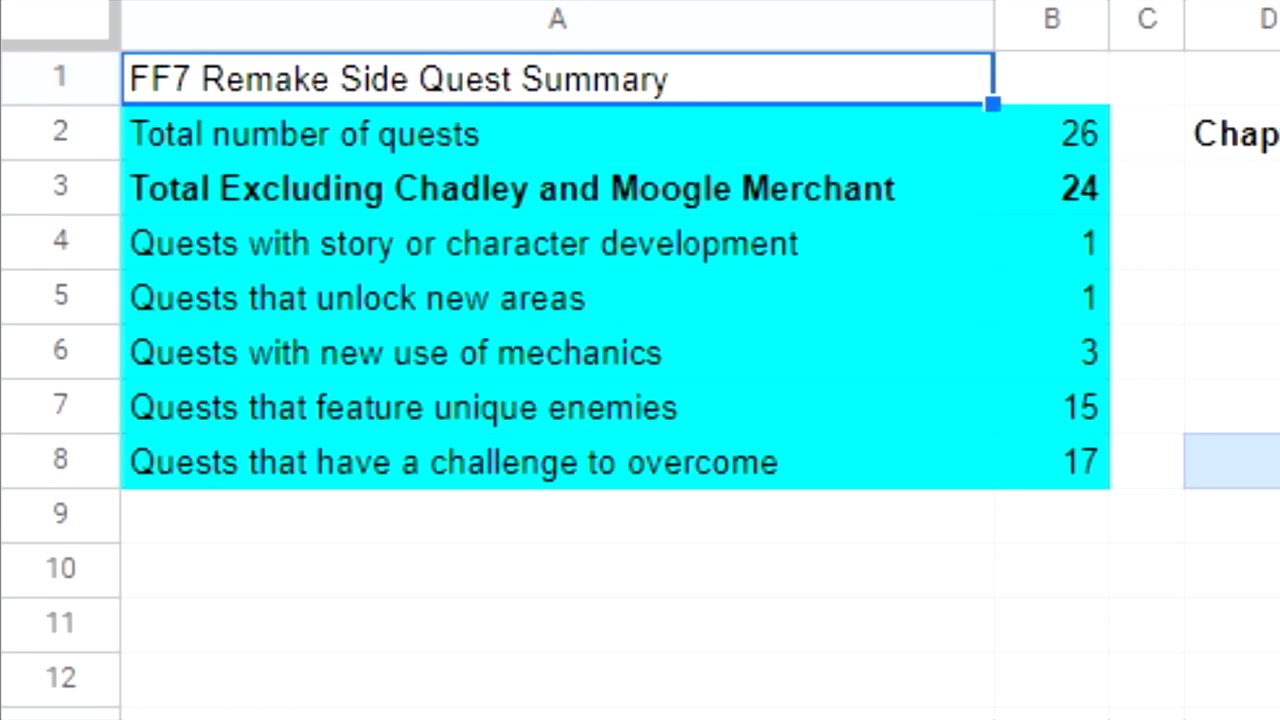 A B C D
1 FF7 Remake Side Quest Summary
2 Total number of quests 26 Chap
3 Total Excluding Chadley and Moogle Merchant 24
4 Quests with story or character development 1
5 Quests that unlock new areas 1
6 Quests with new use of mechanics 3
7 Quests that feature unique enemies 15
8 Quests that have a challenge to overcome 17
9
10
11
12